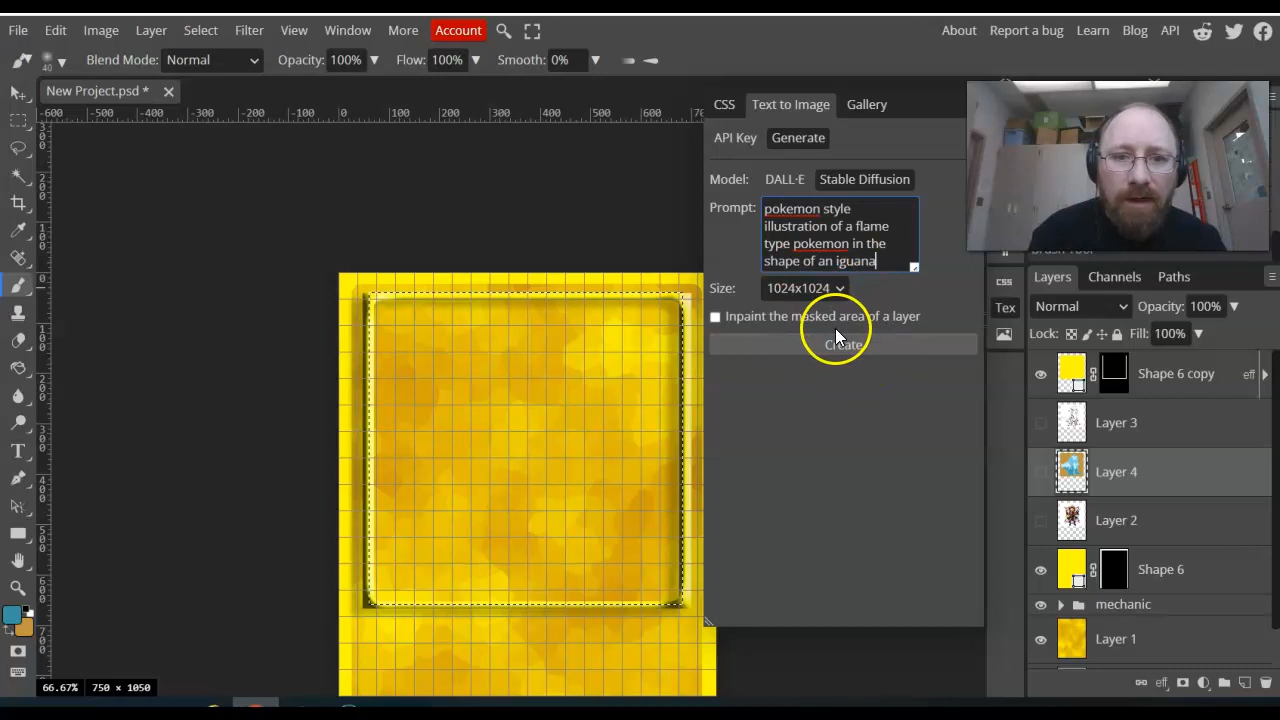 File Edit Image Layer Select Filter View Window More Account About Report a bug Learn Blog API
40 Blend Mode: Normal Opacity: 100% Flow: 100% Smooth: 0%
New Project.psd *
-600 -500 -400 -300 -200 -100 0 100 200 300 400 500 600
CSS Text to Image Gallery
API Key Generate
Model: DALL·E Stable Diffusion
Prompt: pokemon style
illustration of a flame
type pokemon in the
shape of an iguana
Size: 1024x1024
Inpaint the masked area of a layer
Create
CSS
Tex
Layers Channels Paths
Normal Opacity: 100%
Lock: Fill: 100%
Shape 6 copy eff
Layer 3
Layer 4
Layer 2
Shape 6
mechanic
Layer 1
66.67% 750 × 1050
eff